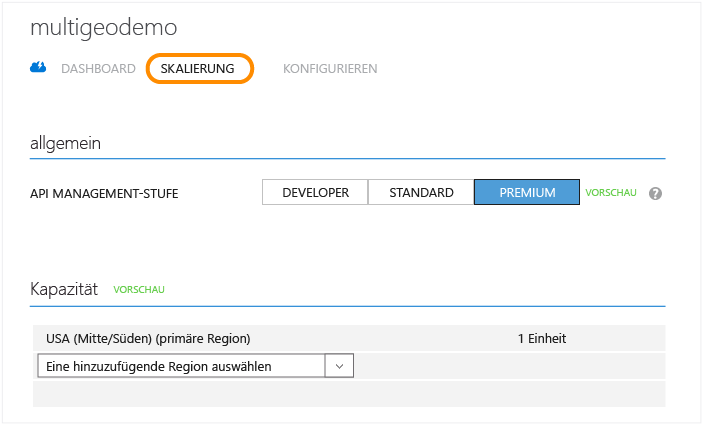 multigeodemo
DASHBOARD SKALIERUNG KONFIGURIEREN
allgemein
API MANAGEMENT-STUFE DEVELOPER STANDARD PREMIUM VORSCHAU ?
Kapazität VORSCHAU
USA (Mitte/Süden) (primäre Region) 1 Einheit
Eine hinzuzufügende Region auswählen